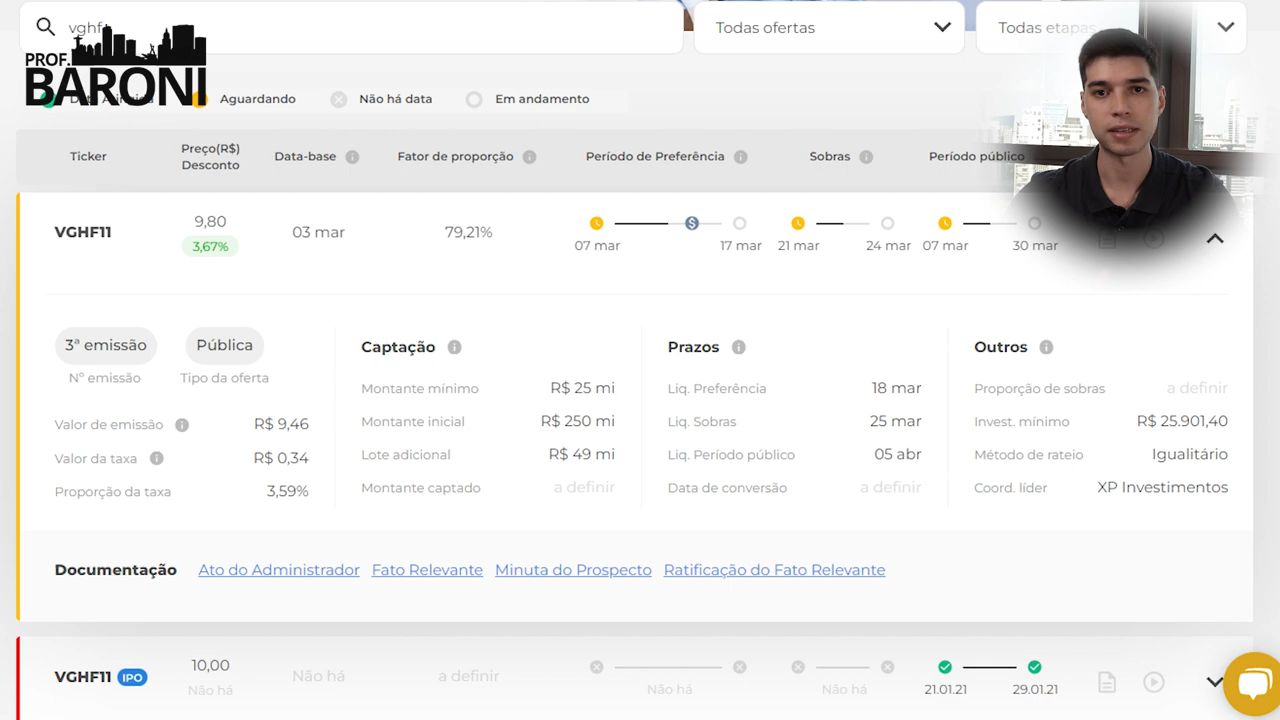 vghf
Todas ofertas
Todas etapas
PROF.
BARONI
Aguardando
Não há data
Em andamento
Ticker
Preço(R$)
Desconto
Data-base
Fator de proporção
Período de Preferência
Sobras
Período público
VGHF11
9,80
3,67%
03 mar
79,21%
07 mar
17 mar
21 mar
24 mar
07 mar
30 mar
3ª emissão
Pública
Nº emissão
Tipo da oferta
Valor de emissão R$ 9,46
Valor da taxa R$ 0,34
Proporção da taxa 3,59%
Captação
Montante mínimo R$ 25 mi
Montante inicial R$ 250 mi
Lote adicional R$ 49 mi
Montante captado a definir
Prazos
Liq. Preferência 18 mar
Liq. Sobras 25 mar
Liq. Período público 05 abr
Data de conversão a definir
Outros
Proporção de sobras a definir
Invest. mínimo R$ 25.901,40
Método de rateio Igualitário
Coord. líder XP Investimentos
Documentação Ato do Administrador Fato Relevante Minuta do Prospecto Ratificação do Fato Relevante
VGHF11 IPO
10,00
Não há
Não há
a definir
Não há
Não há
21.01.21
29.01.21